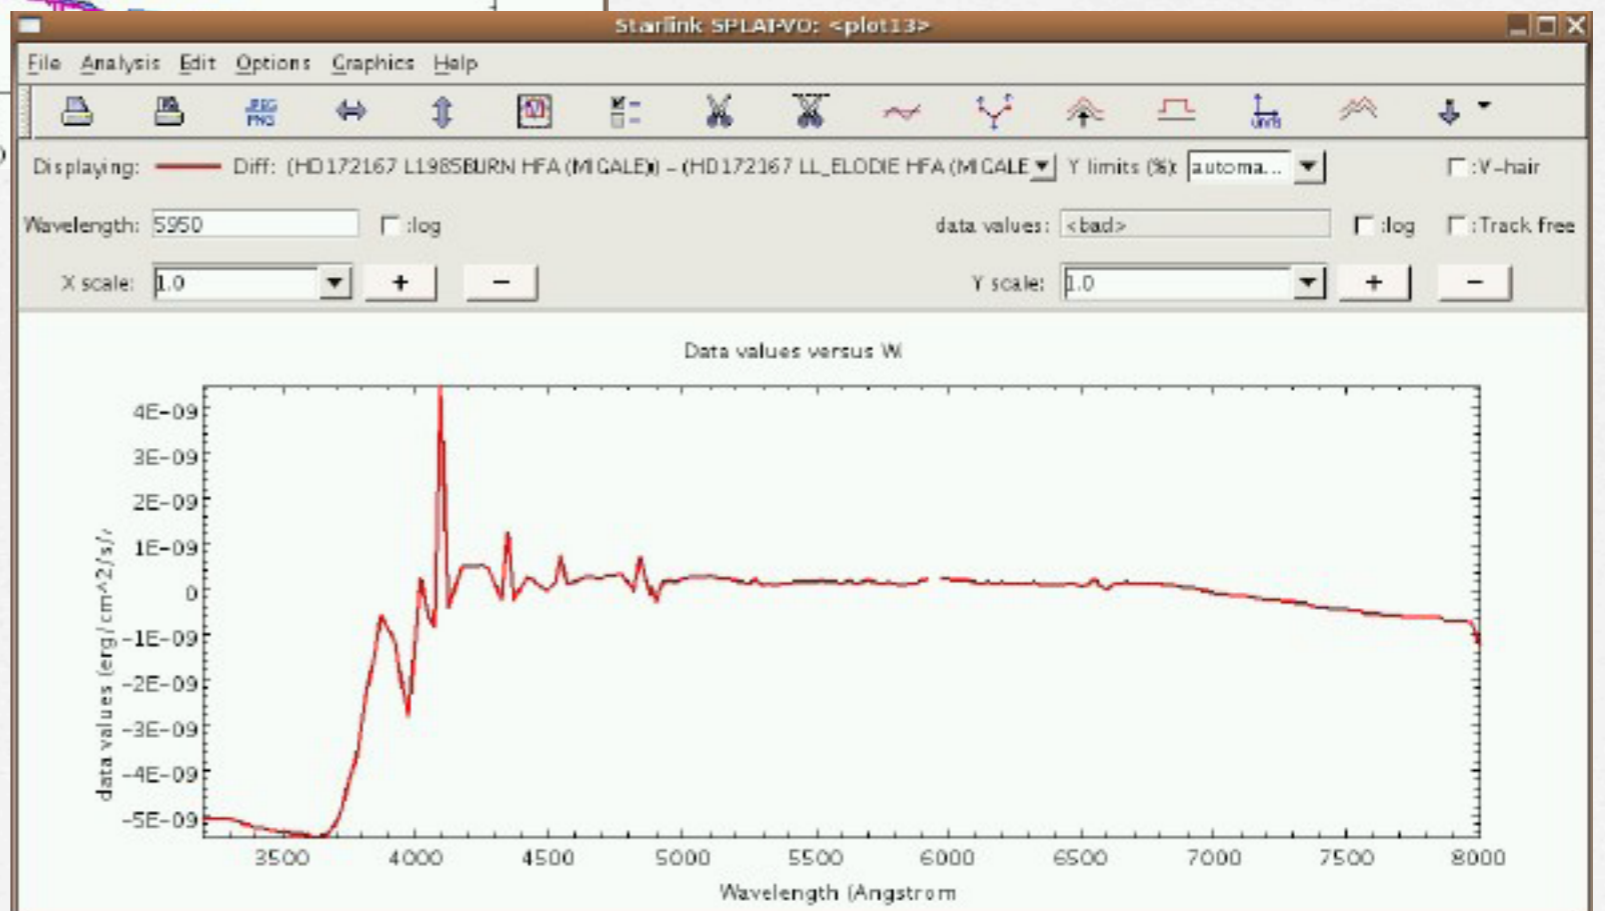 Starlink SPLAT-VO: <plot13>
File Analysis Edit Options Graphics Help
JPEG
PNG
UNITS
Displaying: Diff: (HD172167 L1985BURN HFA (MIGALE)) - (HD172167 LL_ELODIE HFA (MIGALE Y limits (%): automa... :V-hair
Wavelength: 5950 :log data values: <bad> :log :Track free
X scale: 1.0 + - Y scale: 1.0 + -
Data values versus W
4E-09
3E-09
2E-09
1E-09
0
-1E-09
-2E-09
-3E-09
-4E-09
-5E-09
data values (erg/cm^2/s/
3500 4000 4500 5000 5500 6000 6500 7000 7500 8000
Wavelength (Angstrom